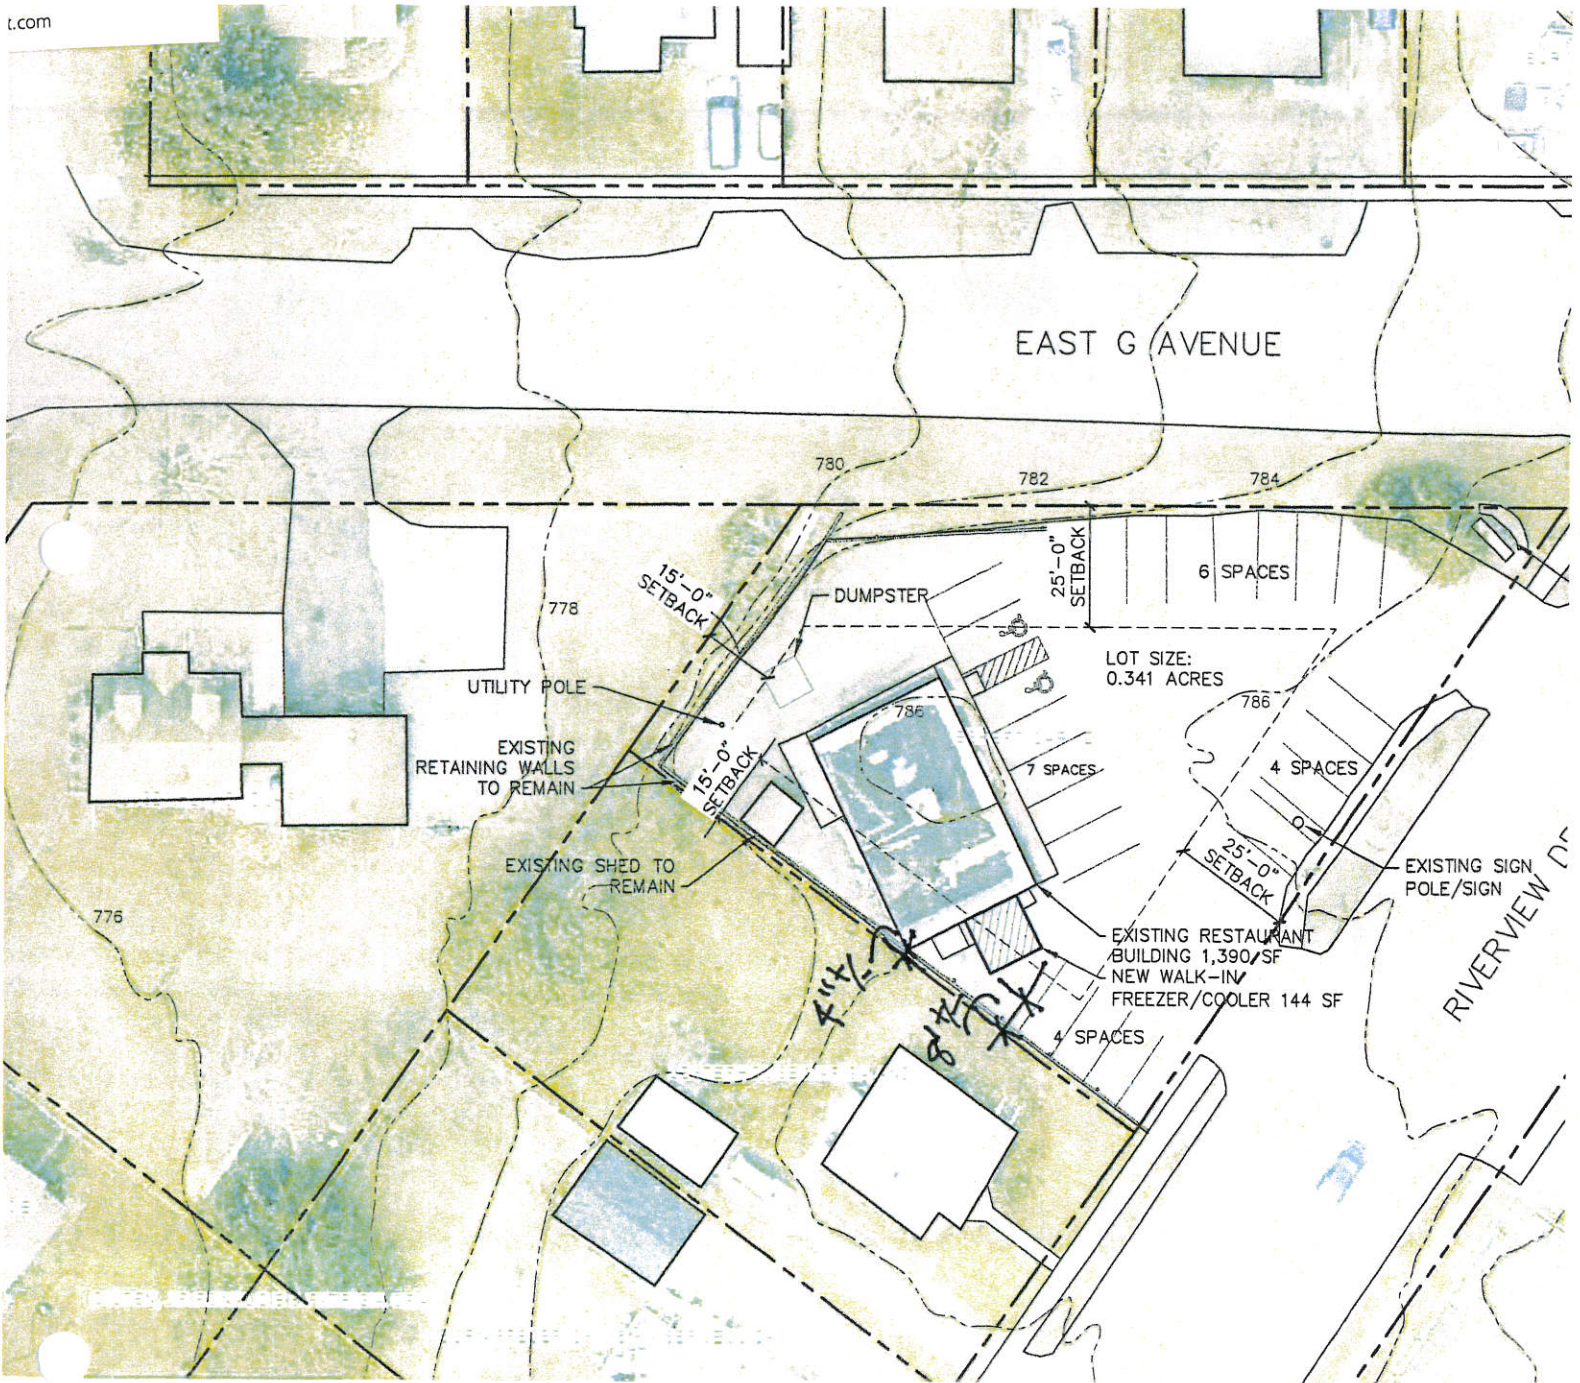 t.com
EAST G AVENUE
780
782
784
15'-0"
SETBACK
25'-0"
SETBACK
6 SPACES
DUMPSTER
778
LOT SIZE:
0.341 ACRES
UTILITY POLE
786
786
EXISTING
RETAINING WALLS
TO REMAIN
15'-0"
SETBACK
7 SPACES
4 SPACES
EXISTING SHED TO
REMAIN
25'-0"
SETBACK
EXISTING SIGN
POLE/SIGN
776
EXISTING RESTAURANT
BUILDING 1,390 SF
NEW WALK-IN
FREEZER/COOLER 144 SF
RIVERVIEW
4" +/-
8' +/-
4 SPACES